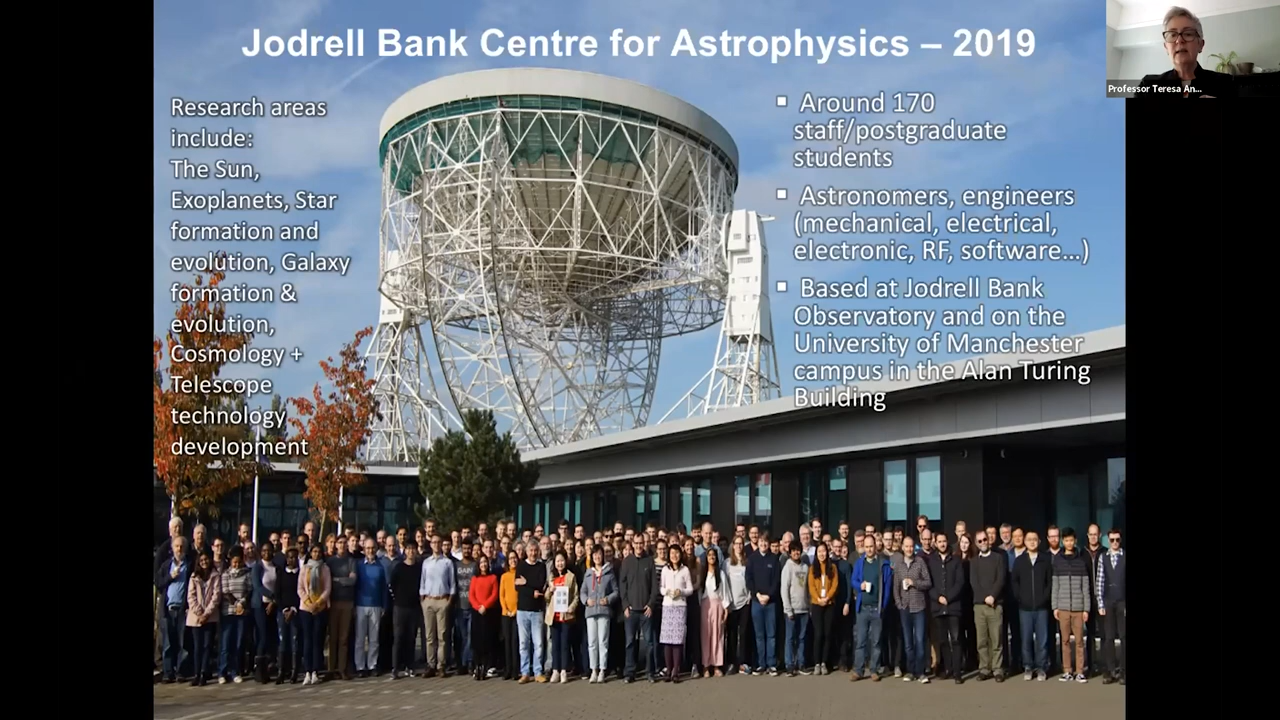 Jodrell Bank Centre for Astrophysics – 2019
Professor Teresa An...
Research areas
include:
The Sun,
Exoplanets, Star
formation and
evolution, Galaxy
formation &
evolution,
Cosmology +
Telescope
technology
development
▪ Around 170
staff/postgraduate
students
▪ Astronomers, engineers
(mechanical, electrical,
electronic, RF, software…)
▪ Based at Jodrell Bank
Observatory and on the
University of Manchester
campus in the Alan Turing
Building